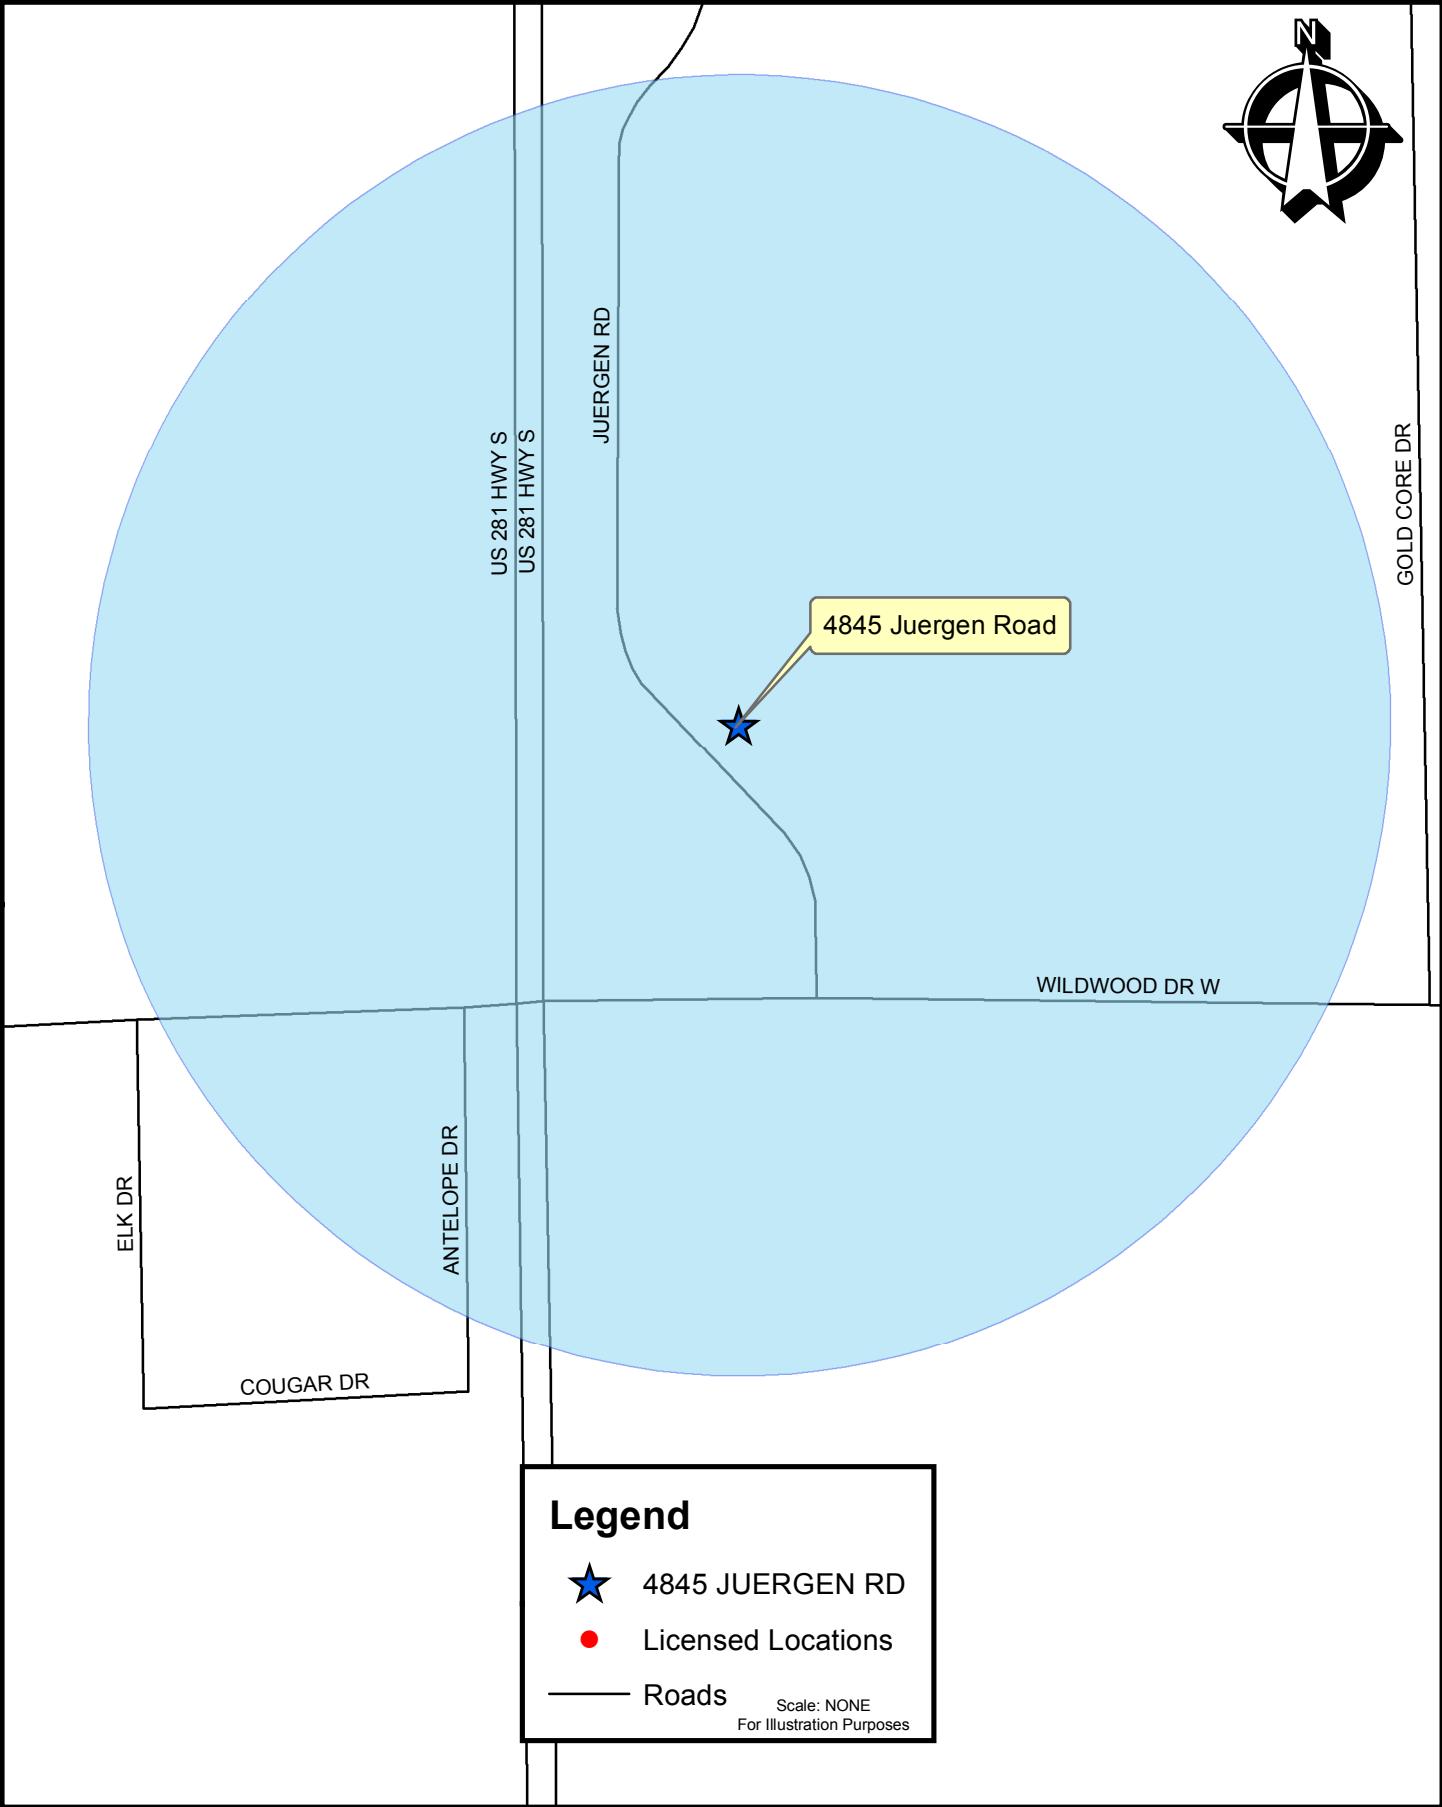 N
JUERGEN RD
US 281 HWY S
US 281 HWY S
GOLD CORE DR
4845 Juergen Road
WILDWOOD DR W
ELK DR
ANTELOPE DR
COUGAR DR
Legend
4845 JUERGEN RD
Licensed Locations
Roads
Scale: NONE
For Illustration Purposes